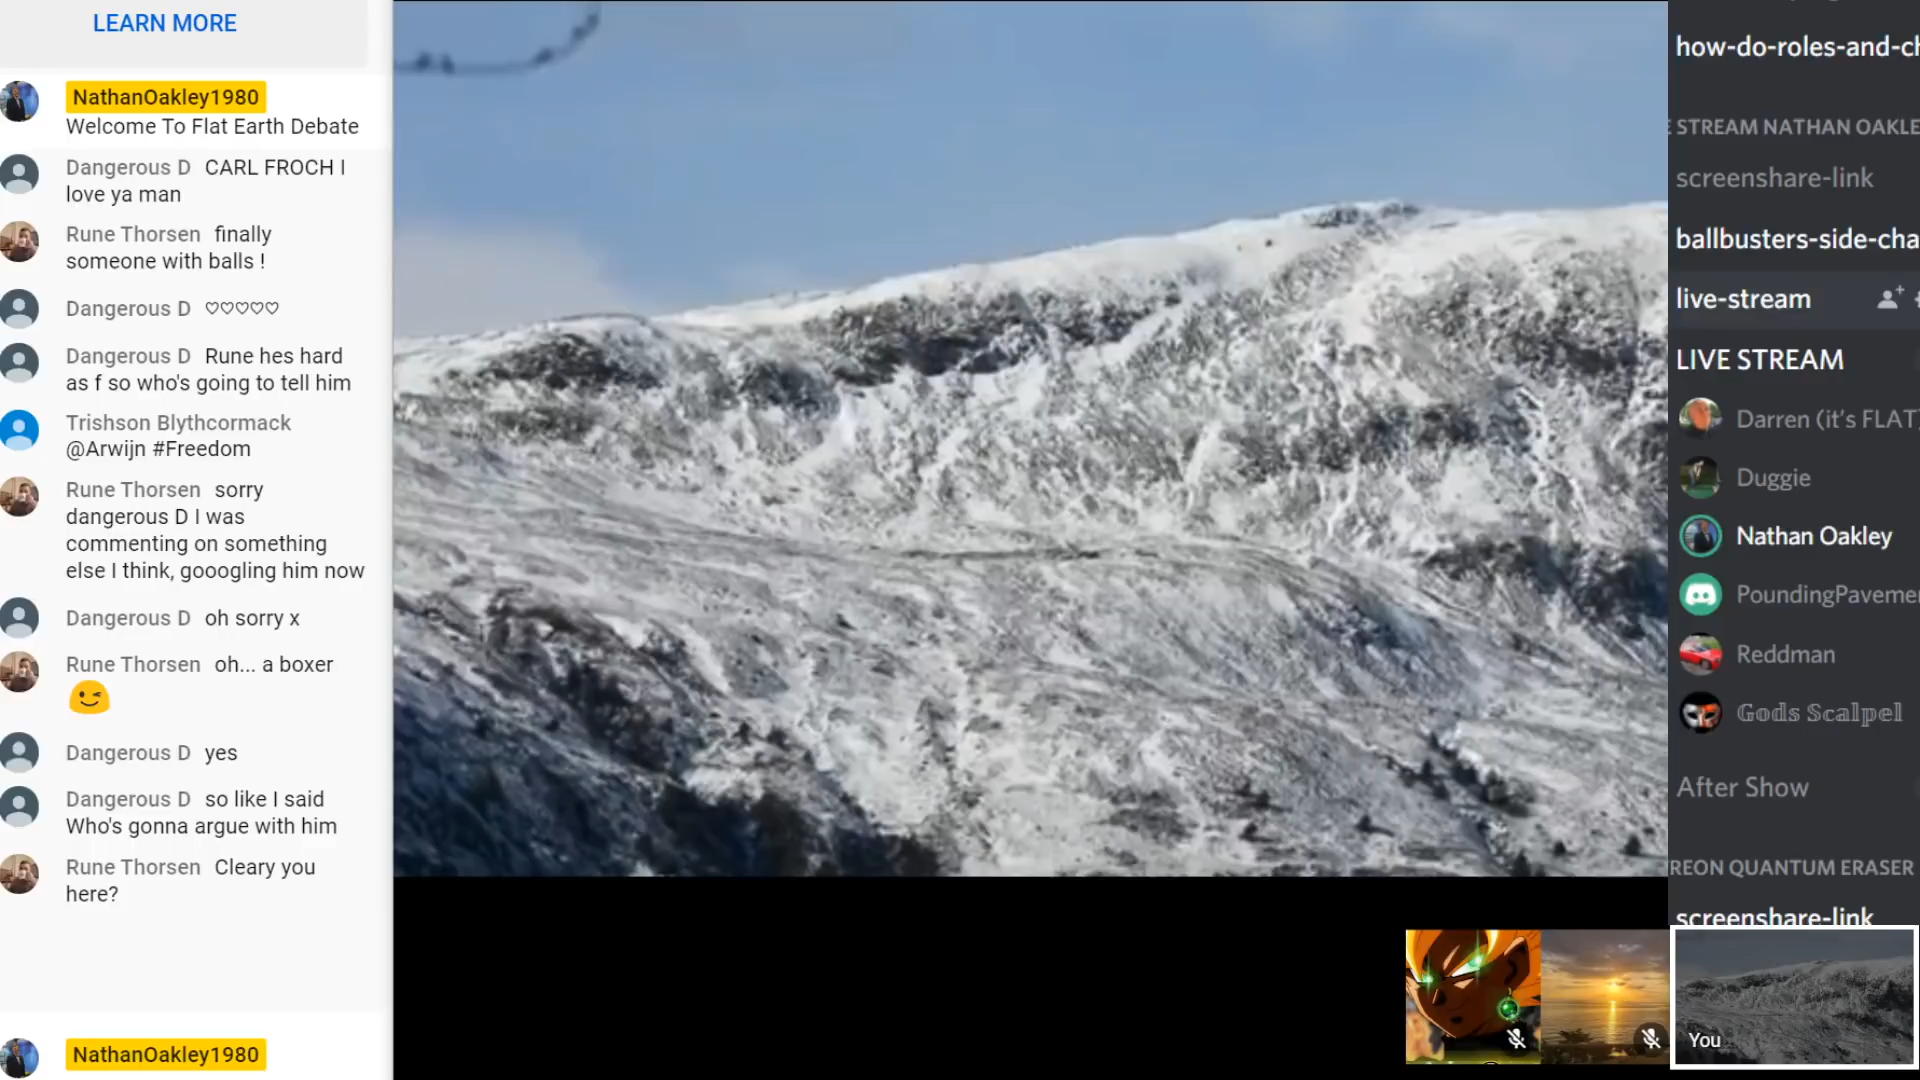 LEARN MORE
NathanOakley1980
Welcome To Flat Earth Debate
Dangerous D CARL FROCH I
love ya man
Rune Thorsen finally
someone with balls !
Dangerous D ♡♡♡♡♡
Dangerous D Rune hes hard
as f so who's going to tell him
Trishson Blythcormack
@Arwijn #Freedom
Rune Thorsen sorry
dangerous D I was
commenting on something
else I think, gooogling him now
Dangerous D oh sorry x
Rune Thorsen oh... a boxer
😉
Dangerous D yes
Dangerous D so like I said
Who's gonna argue with him
Rune Thorsen Cleary you
here?
NathanOakley1980
how-do-roles-and-ch
E STREAM NATHAN OAKLE
screenshare-link
ballbusters-side-cha
live-stream
LIVE STREAM
Darren (it's FLAT)
Duggie
Nathan Oakley
PoundingPavemen
Reddman
Gods Scalpel
After Show
REON QUANTUM ERASER
screenshare-link
You